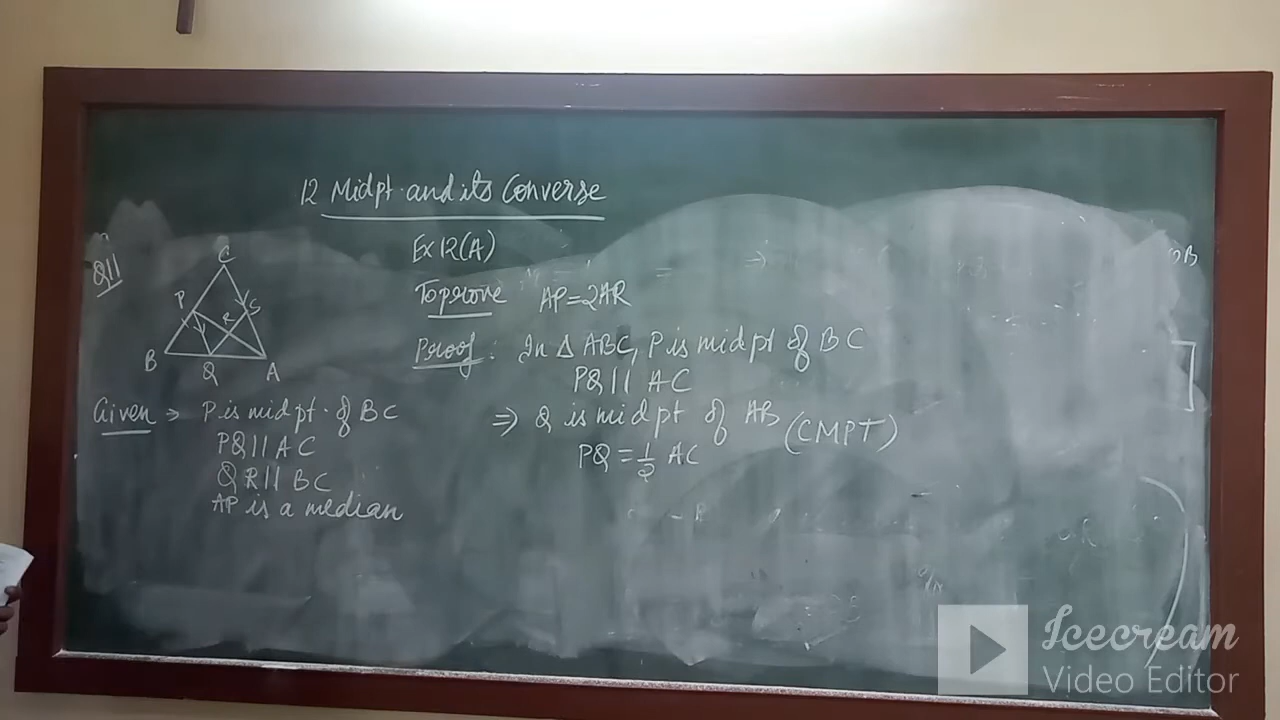 12 Midpt. and its Converse
Ex 12(A)
Q11
C
P
S
R
B
Q
A
To prove AP=2AR
Proof: In Δ ABC, P is midpt of BC
PQ || AC
⇒ Q is midpt of AB (CMPT)
PQ = 1/2 AC
Given ⇒ P is midpt. of BC
PQ || AC
QR || BC
AP is a median
Icecream
Video Editor